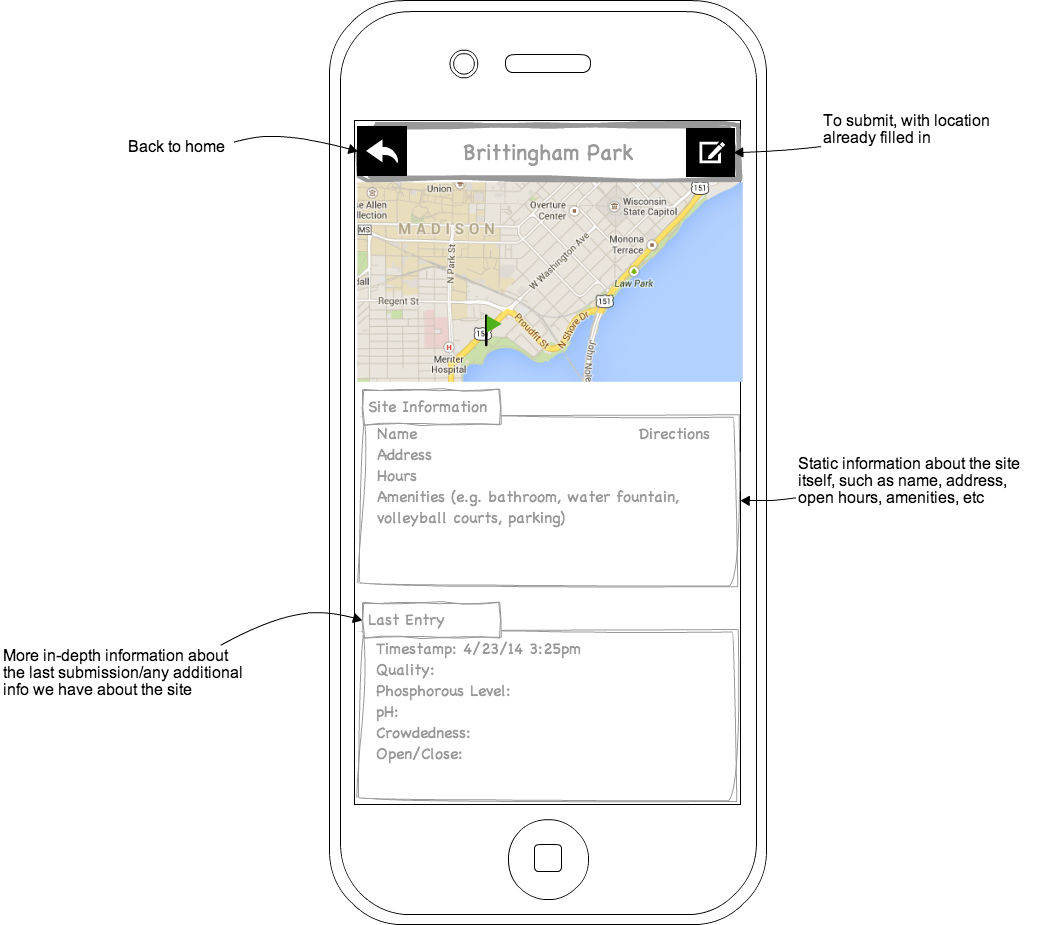 Back to home
Brittingham Park
To submit, with location
already filled in
Union
151
e Allen
llection
Overture
Center
Wisconsin
State Capitol
MS
MADISON
Monona
Terrace
N Park St
W Washington Ave
Law Park
dall
Regent St
151
Proudfit St
N Shore Dr
John Nole
15
H
Meriter
Hospital
Site Information
Name Directions
Address
Hours
Amenities (e.g. bathroom, water fountain,
volleyball courts, parking)
Static information about the site
itself, such as name, address,
open hours, amenities, etc
Last Entry
Timestamp: 4/23/14 3:25pm
Quality:
Phosphorous Level:
pH:
Crowdedness:
Open/Close:
More in-depth information about
the last submission/any additional
info we have about the site